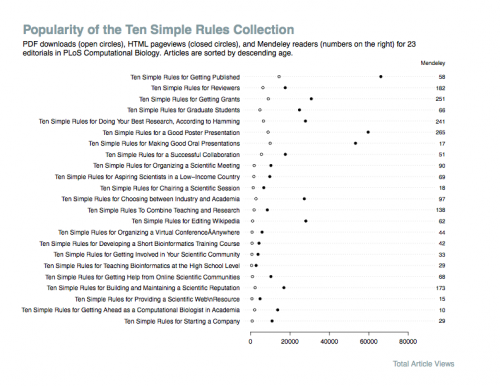 Popularity of the Ten Simple Rules Collection
PDF downloads (open circles), HTML pageviews (closed circles), and Mendeley readers (numbers on the right) for 23
editorials in PLoS Computational Biology. Articles are sorted by descending age.
Mendeley
Ten Simple Rules for Getting Published 58
Ten Simple Rules for Reviewers 182
Ten Simple Rules for Getting Grants 251
Ten Simple Rules for Graduate Students 66
Ten Simple Rules for Doing Your Best Research, According to Hamming 241
Ten Simple Rules for a Good Poster Presentation 265
Ten Simple Rules for Making Good Oral Presentations 17
Ten Simple Rules for a Successful Collaboration 51
Ten Simple Rules for Organizing a Scientific Meeting 90
Ten Simple Rules for Aspiring Scientists in a Low-Income Country 69
Ten Simple Rules for Chairing a Scientific Session 18
Ten Simple Rules for Choosing between Industry and Academia 97
Ten Simple Rules To Combine Teaching and Research 138
Ten Simple Rules for Editing Wikipedia 62
Ten Simple Rules for Organizing a Virtual ConferenceÂAnywhere 44
Ten Simple Rules for Developing a Short Bioinformatics Training Course 42
Ten Simple Rules for Getting Involved in Your Scientific Community 33
Ten Simple Rules for Teaching Bioinformatics at the High School Level 29
Ten Simple Rules for Getting Help from Online Scientific Communities 68
Ten Simple Rules for Building and Maintaining a Scientific Reputation 173
Ten Simple Rules for Providing a Scientific Web\nResource 15
Ten Simple Rules for Getting Ahead as a Computational Biologist in Academia 10
Ten Simple Rules for Starting a Company 29
0 20000 40000 60000 80000
Total Article Views